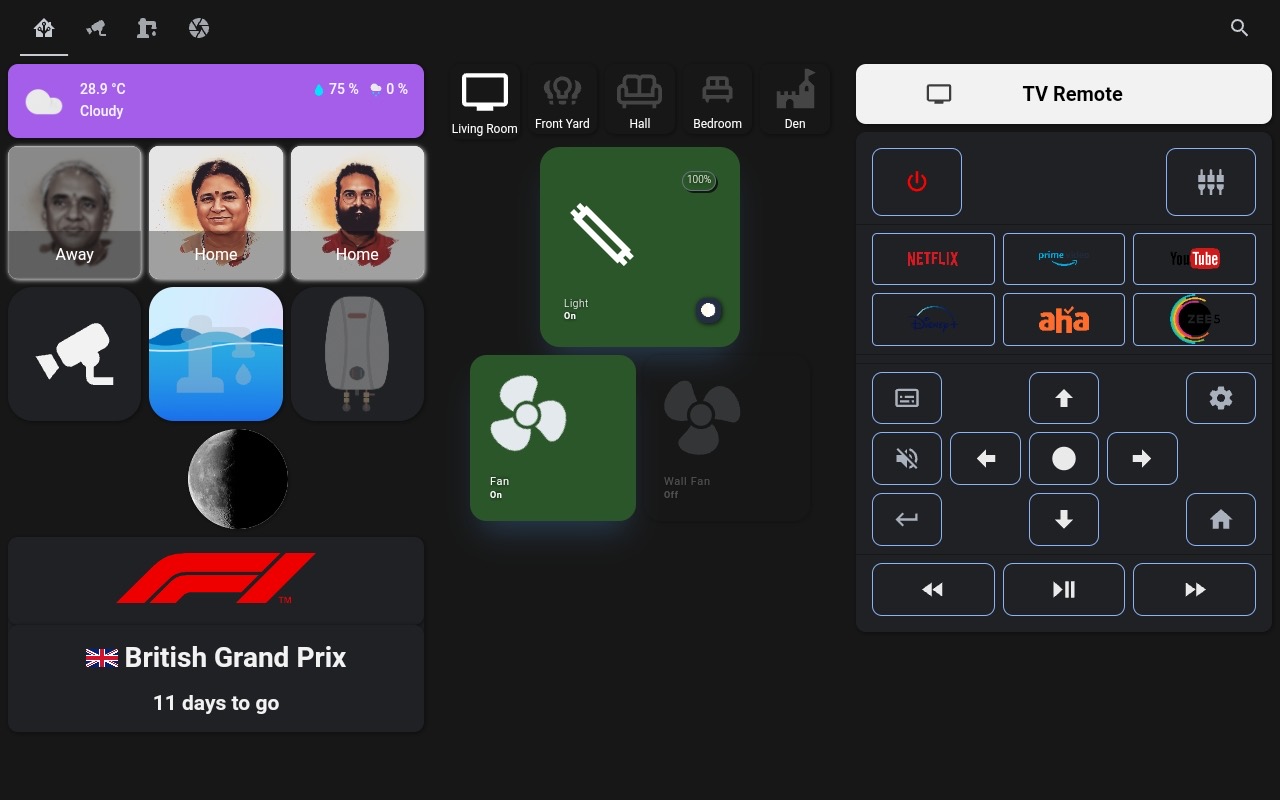 28.9 °C
Cloudy
75 %
0 %
Away
Home
Home
F1
TM
British Grand Prix
11 days to go
Living Room
Front Yard
Hall
Bedroom
Den
100%
Light
On
Fan
On
Wall Fan
Off
TV Remote
NETFLIX
prime
YouTube
Disney+
aha
ZEE5